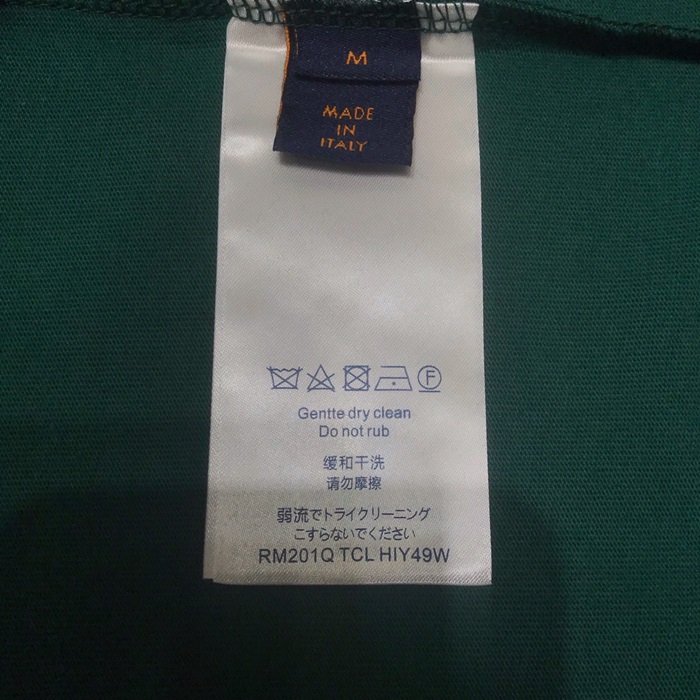 M
MADE
IN
ITALY
F
Gentte dry clean
Do not rub
缓和干洗
请勿摩擦
弱流でトライクリーニング
こすらないでください
RM201Q TCL HIY49W